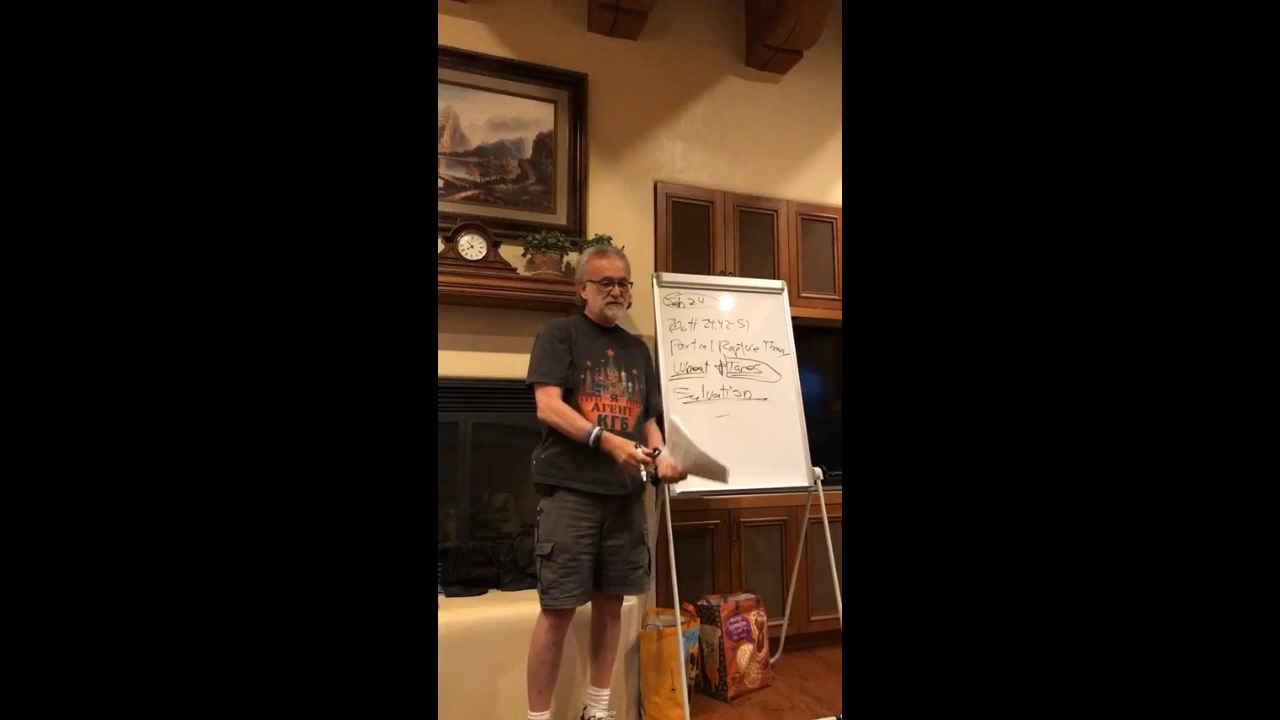 Matt 24:42-51
Partial Rapture Theory
Wheat + Tares
Salvation
Я
АГЕНТ
КГБ